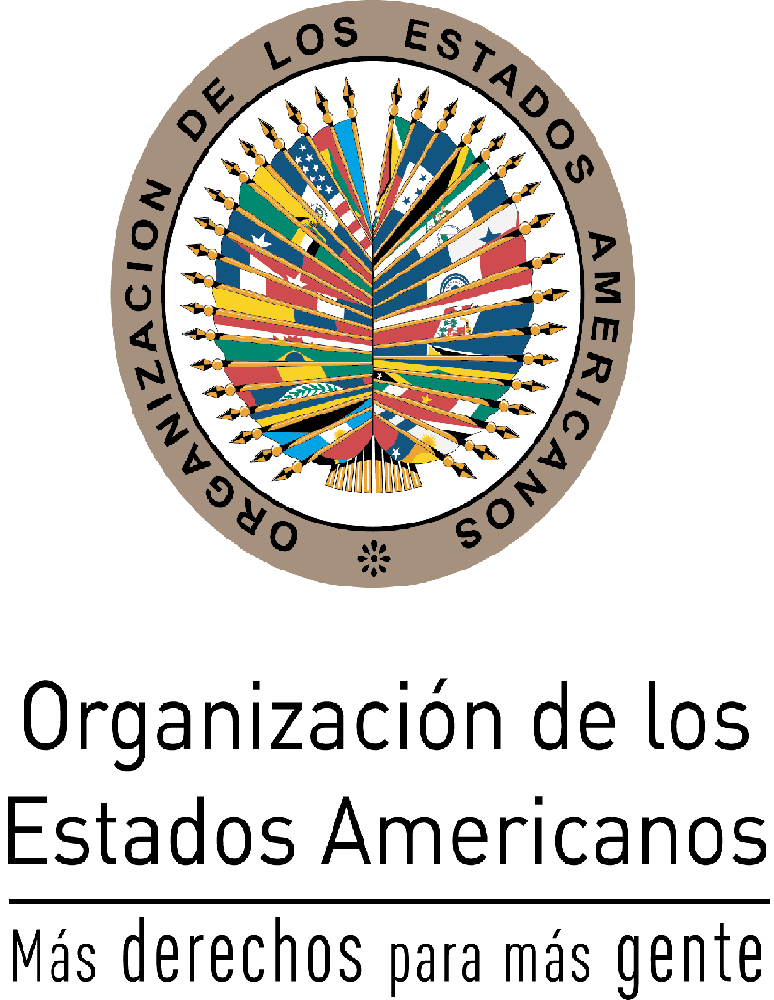 ORGANIZACION DE LOS ESTADOS AMERICANOS
Organización de los
Estados Americanos
Más derechos para más gente